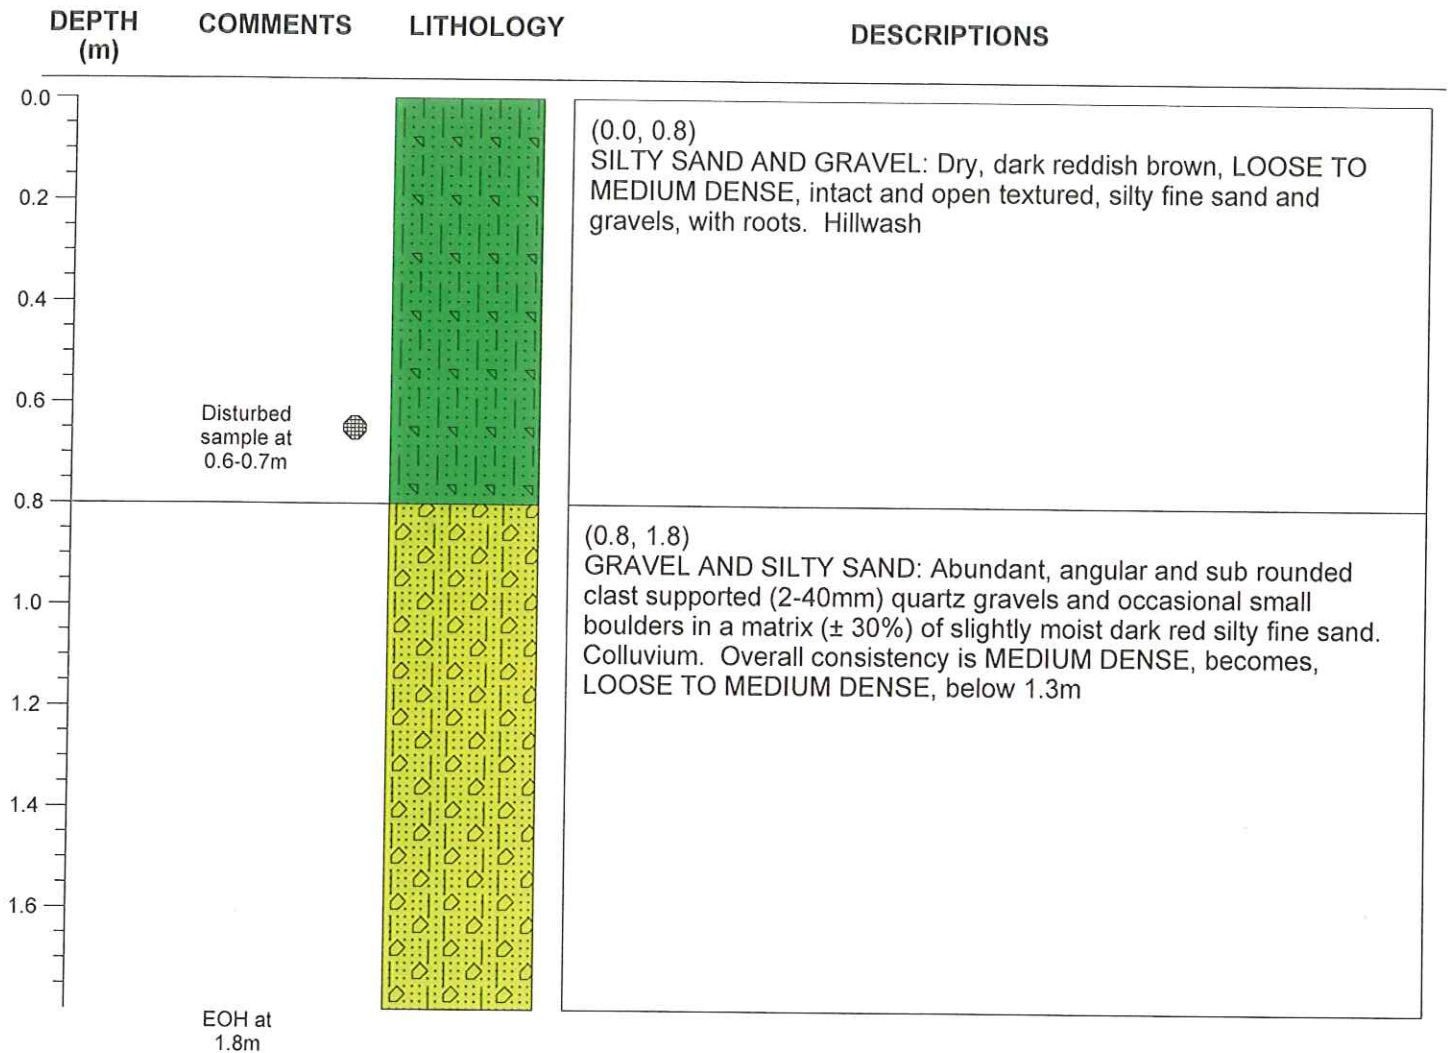 DEPTH
(m)
COMMENTS
LITHOLOGY
DESCRIPTIONS
0.0
0.2
0.4
0.6
0.8
1.0
1.2
1.4
1.6
Disturbed
sample at
0.6-0.7m
EOH at
1.8m
(0.0, 0.8)
SILTY SAND AND GRAVEL: Dry, dark reddish brown, LOOSE TO
MEDIUM DENSE, intact and open textured, silty fine sand and
gravels, with roots.  Hillwash
(0.8, 1.8)
GRAVEL AND SILTY SAND: Abundant, angular and sub rounded
clast supported (2-40mm) quartz gravels and occasional small
boulders in a matrix (± 30%) of slightly moist dark red silty fine sand.
Colluvium.  Overall consistency is MEDIUM DENSE, becomes,
LOOSE TO MEDIUM DENSE, below 1.3m